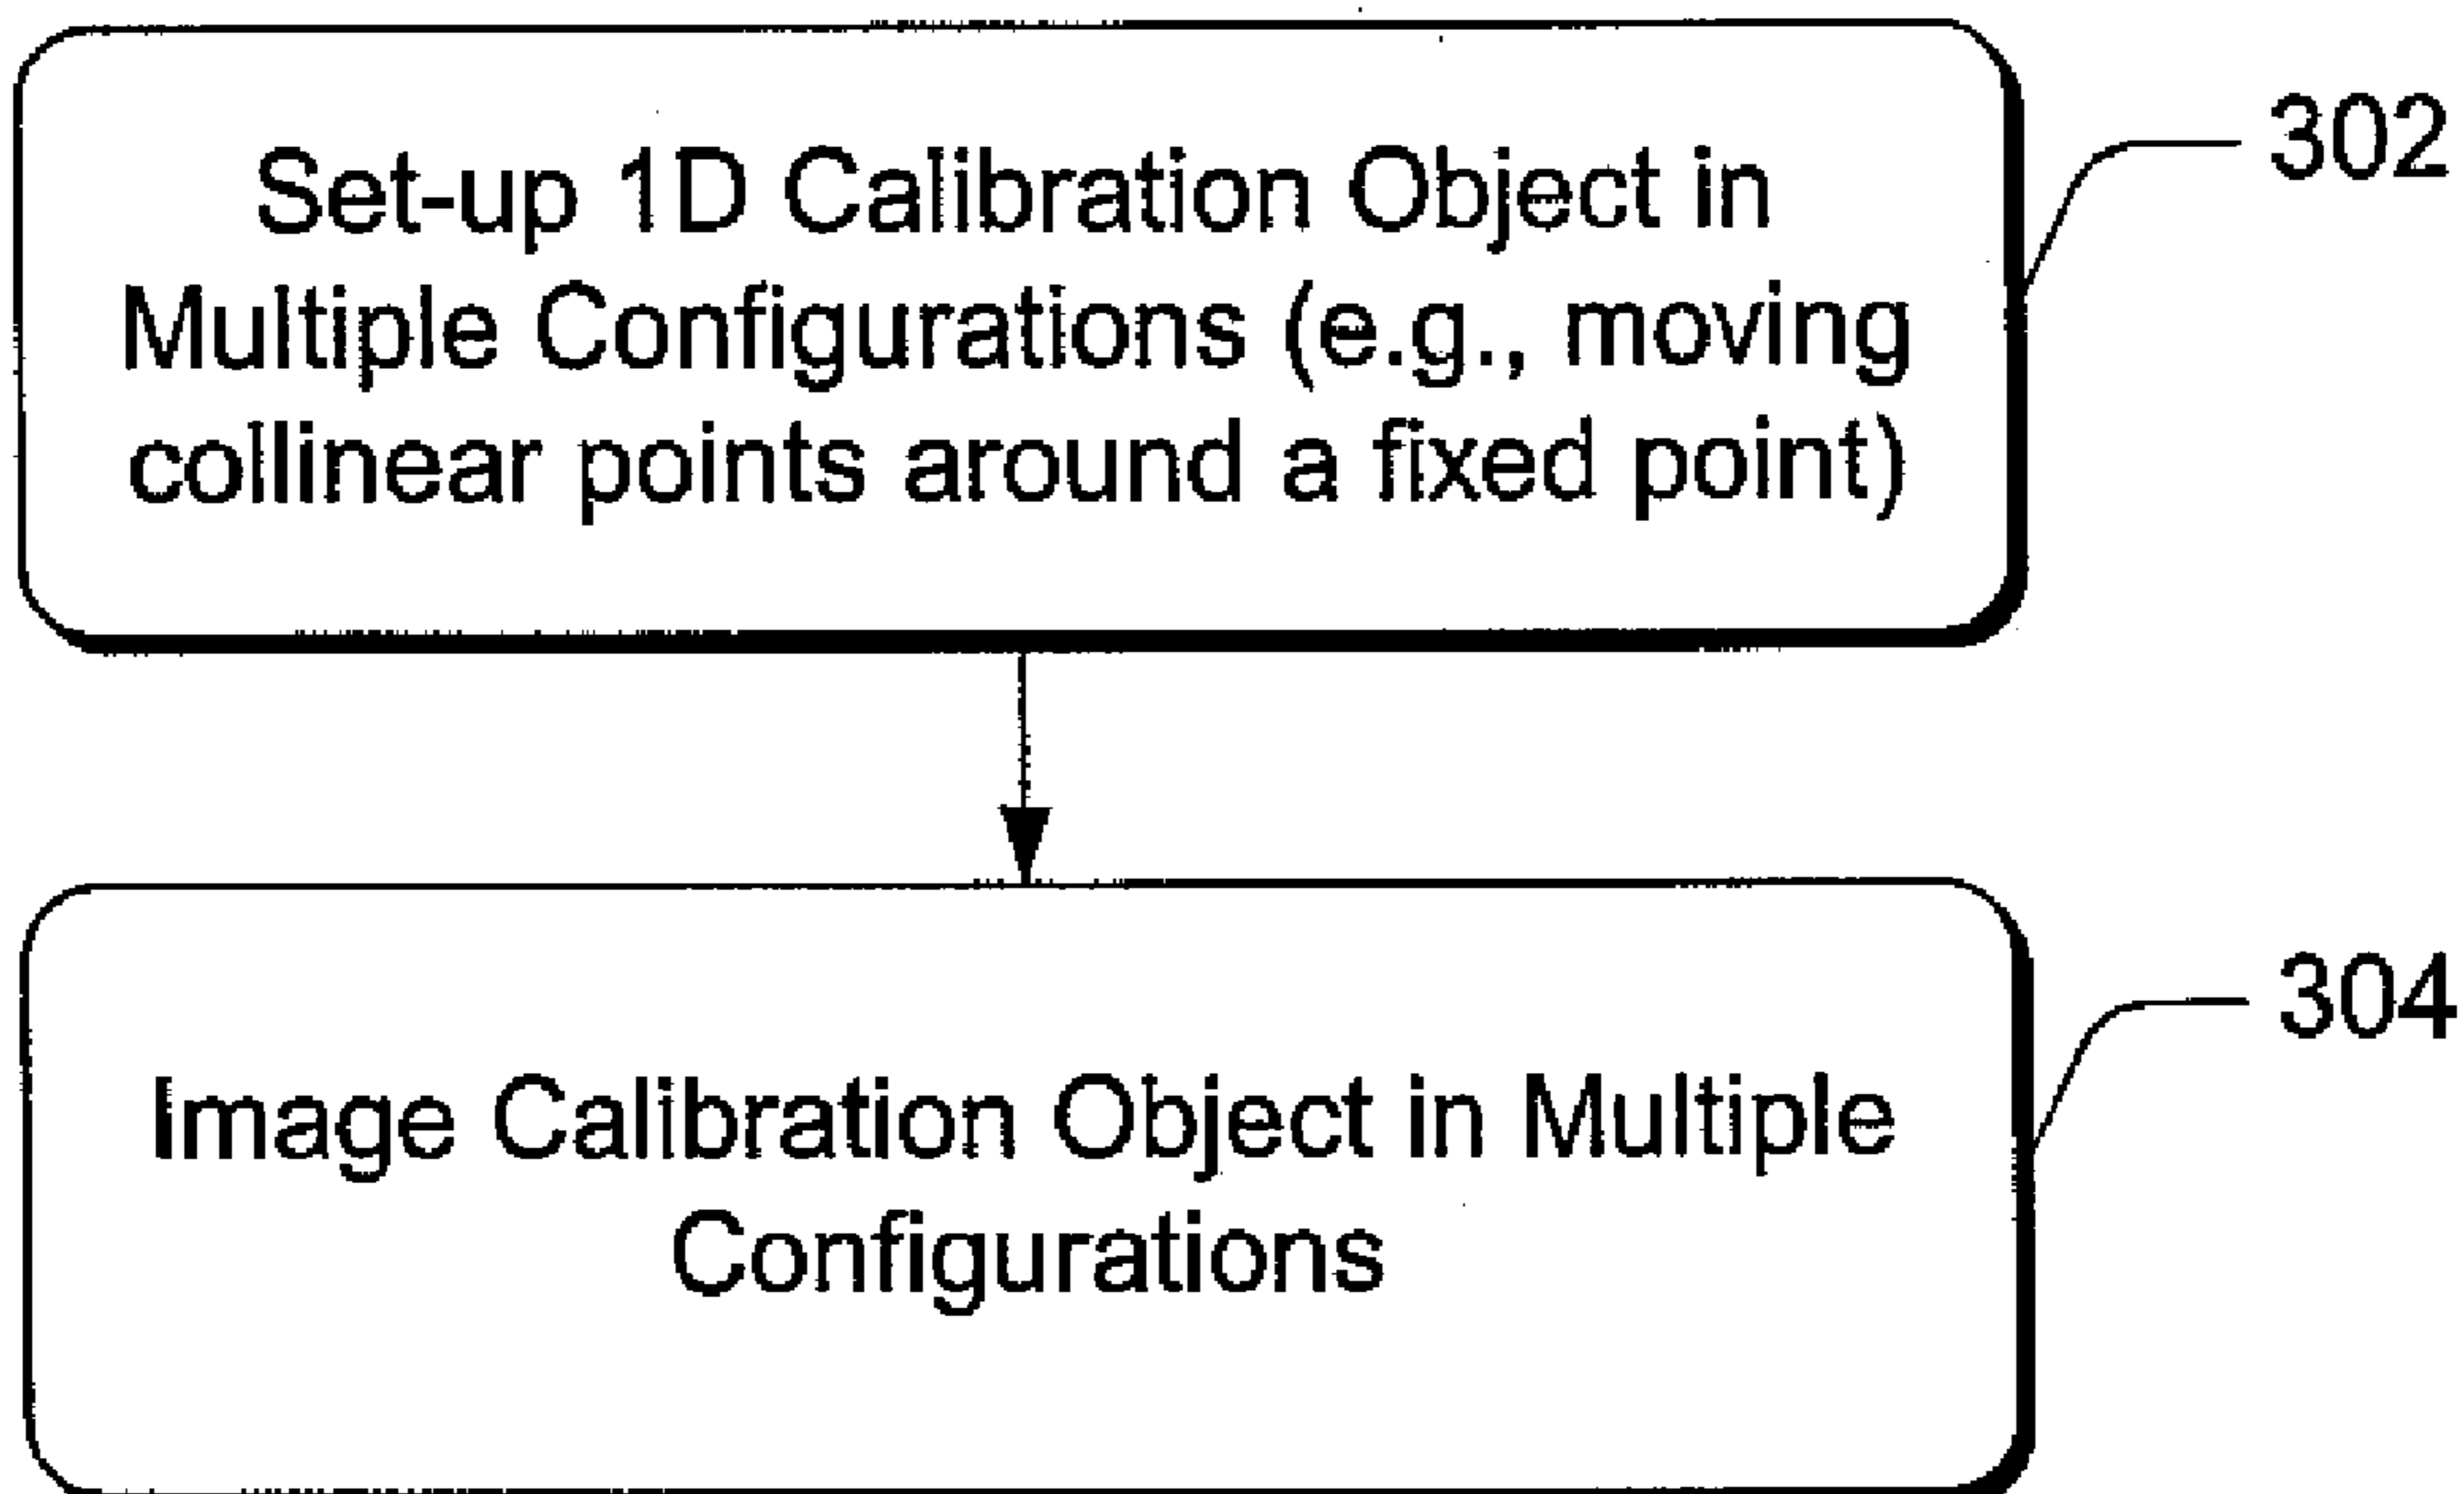 Set-up 1D Calibration Object in
Multiple Configurations (e.g., moving
collinear points around a fixed point)
302
Image Calibration Object in Multiple
Configurations
304